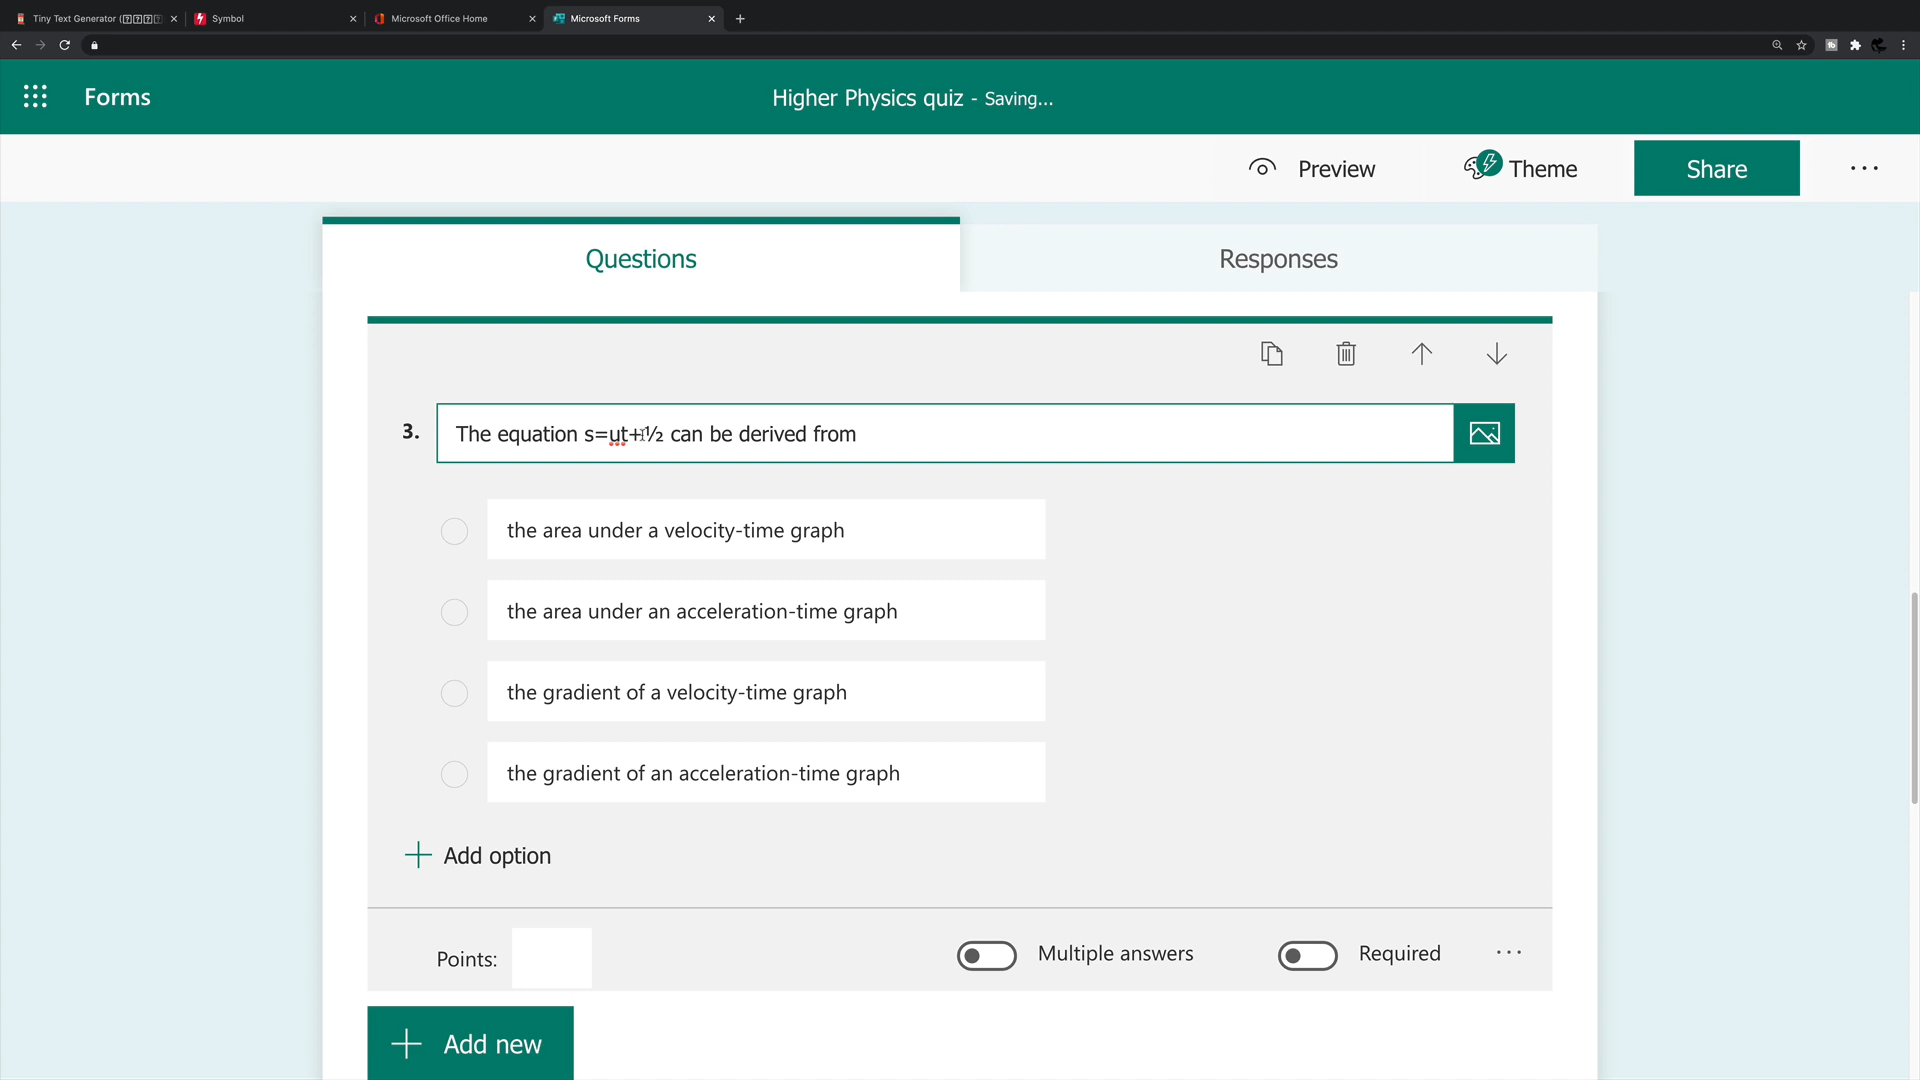 Tiny Text Generator (
Symbol
Microsoft Office Home
Microsoft Forms
Forms
Higher Physics quiz - Saving...
Preview
Theme
Share
Questions
Responses
3.
The equation s=ut+½ can be derived from
the area under a velocity-time graph
the area under an acceleration-time graph
the gradient of a velocity-time graph
the gradient of an acceleration-time graph
Add option
Points:
Multiple answers
Required
Add new